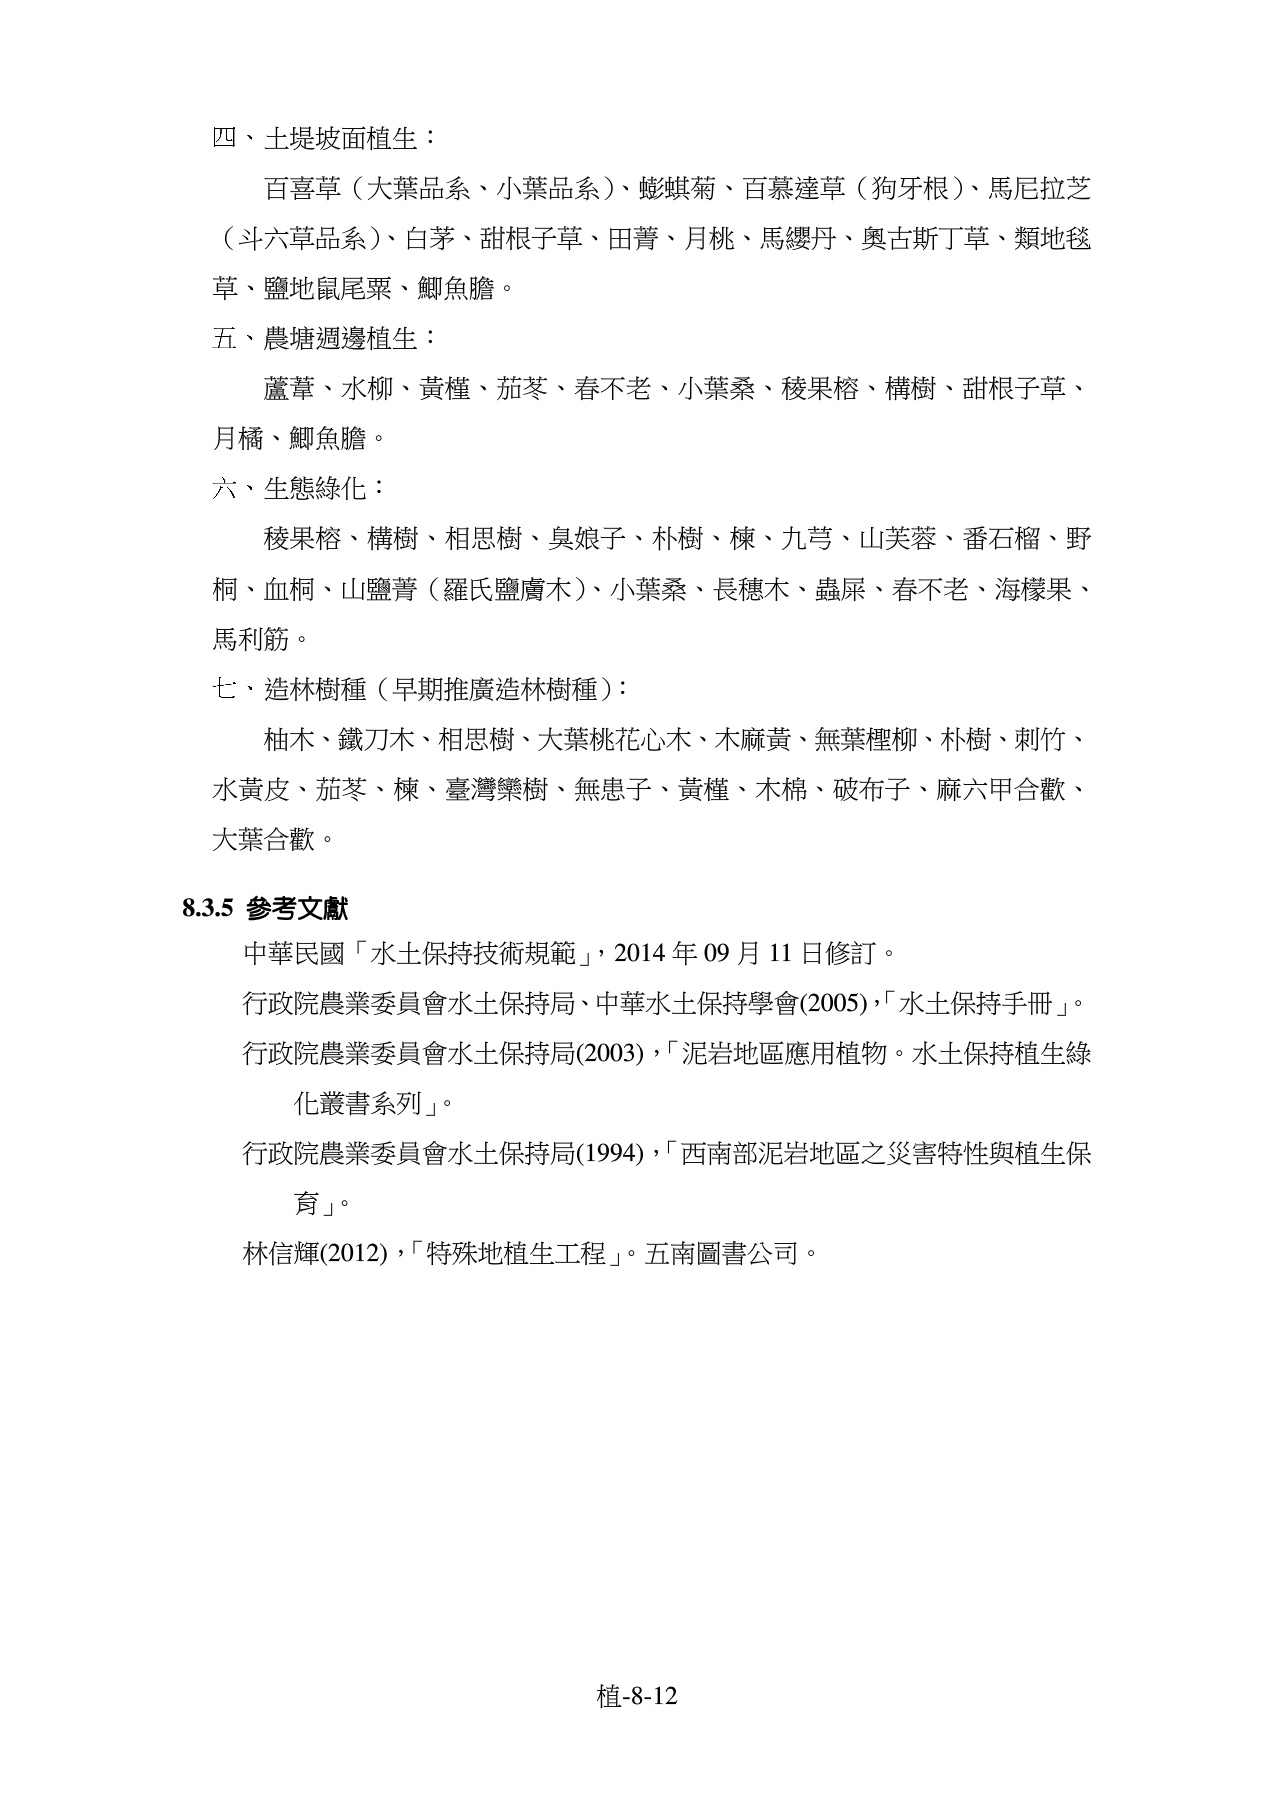 四、土堤坡面植生：
百喜草（大葉品系、小葉品系）、蟛蜞菊、百慕達草（狗牙根）、馬尼拉芝
（斗六草品系）、白茅、甜根子草、田菁、月桃、馬纓丹、奧古斯丁草、類地毯
草、鹽地鼠尾粟、鯽魚膽。
五、農塘週邊植生：
蘆葦、水柳、黃槿、茄苳、春不老、小葉桑、稜果榕、構樹、甜根子草、
月橘、鯽魚膽。
六、生態綠化：
稜果榕、構樹、相思樹、臭娘子、朴樹、楝、九芎、山芙蓉、番石榴、野
桐、血桐、山鹽菁（羅氏鹽膚木）、小葉桑、長穗木、蟲屎、春不老、海檬果、
馬利筋。
七、造林樹種（早期推廣造林樹種）：
柚木、鐵刀木、相思樹、大葉桃花心木、木麻黃、無葉檉柳、朴樹、刺竹、
水黃皮、茄苳、楝、臺灣欒樹、無患子、黃槿、木棉、破布子、麻六甲合歡、
大葉合歡。
8.3.5 參考文獻
中華民國「水土保持技術規範」，2014 年 09 月 11 日修訂。
行政院農業委員會水土保持局、中華水土保持學會(2005)，「水土保持手冊」。
行政院農業委員會水土保持局(2003)，「泥岩地區應用植物。水土保持植生綠
化叢書系列」。
行政院農業委員會水土保持局(1994)，「西南部泥岩地區之災害特性與植生保
育」。
林信輝(2012)，「特殊地植生工程」。五南圖書公司。
植-8-12